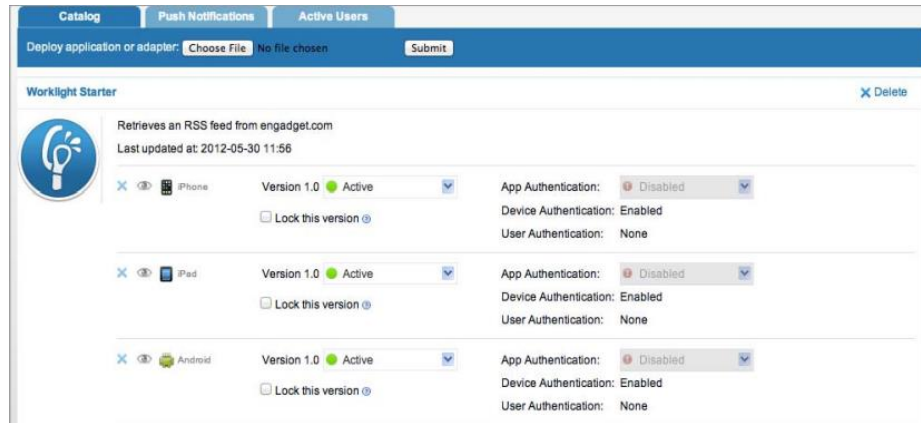 Catalog Push Notifications Active Users
Deploy application or adapter: Choose File No file chosen Submit
Worklight Starter Delete
Retrieves an RSS feed from engadget.com
Last updated at: 2012-05-30 11:56
iPhone Version 1.0 Active App Authentication: Disabled
Lock this version Device Authentication: Enabled
User Authentication: None
iPad Version 1.0 Active App Authentication: Disabled
Lock this version Device Authentication: Enabled
User Authentication: None
Android Version 1.0 Active App Authentication: Disabled
Lock this version Device Authentication: Enabled
User Authentication: None